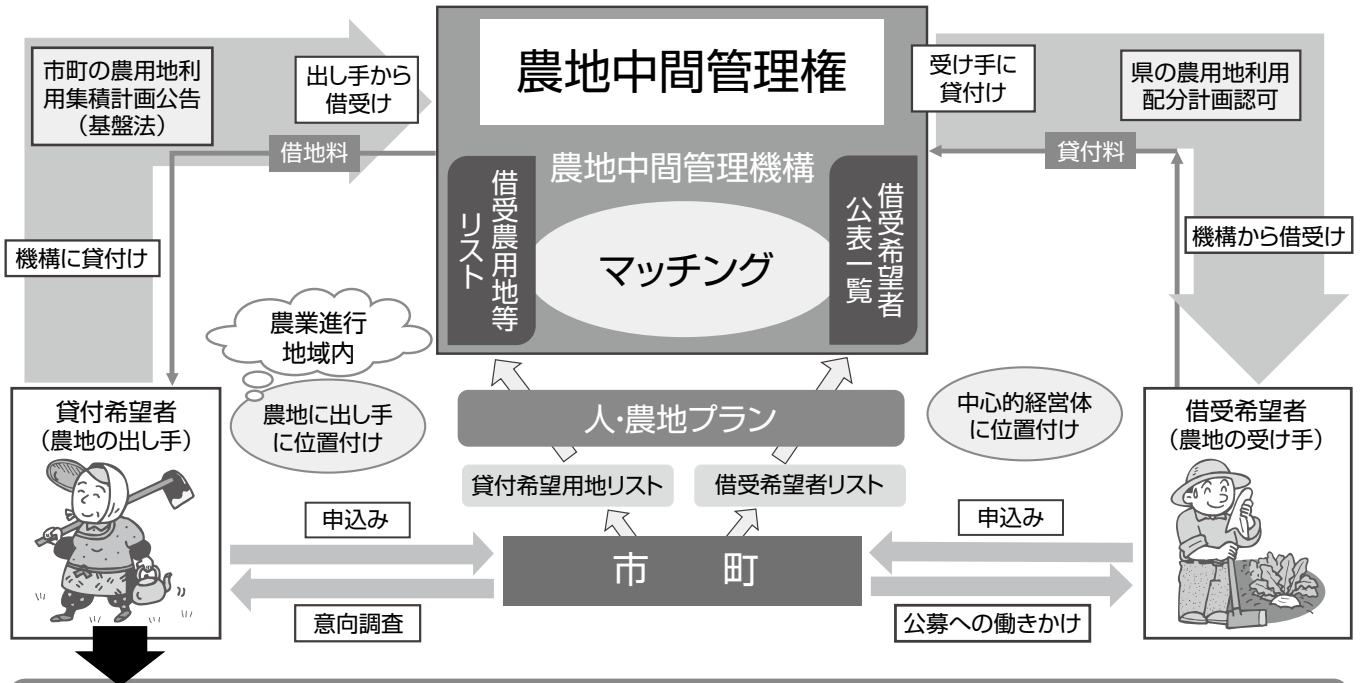 市町の農用地利
用集積計画公告
（基盤法）
出し手から
借受け
農地中間管理権
受け手に
貸付け
県の農用地利用
配分計画認可
借地料
貸付料
農地中間管理機構
借受農用地等
リスト
マッチング
借受希望者
公表一覧
機構に貸付け
機構から借受け
農業進行
地域内
農地に出し手
に位置付け
人・農地プラン
中心的経営体
に位置付け
貸付希望者
（農地の出し手）
借受希望者
（農地の受け手）
貸付希望用地リスト
借受希望者リスト
申込み
申込み
市　町
意向調査
公募への働きかけ